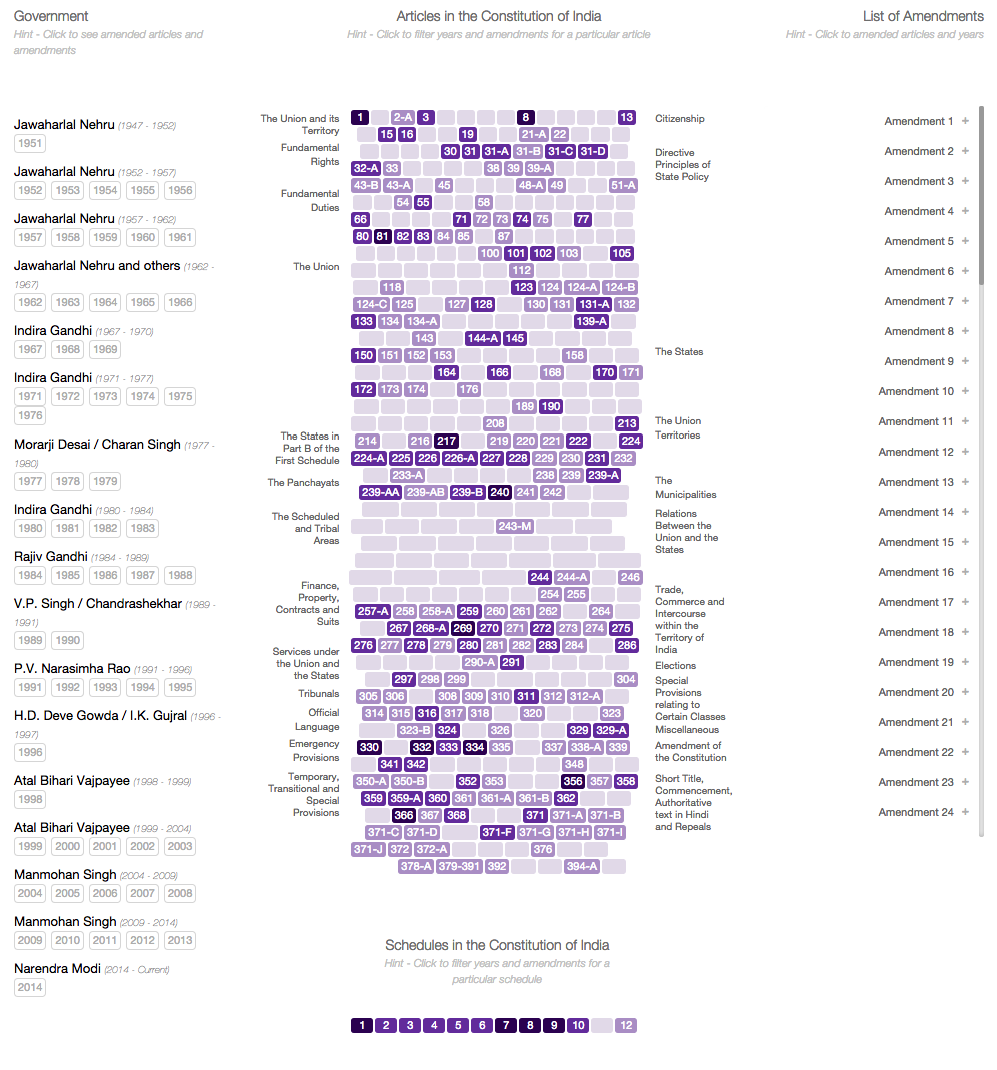 Government
Hint - Click to see amended articles and
amendments
Jawaharlal Nehru (1947 - 1952)
1951
Jawaharlal Nehru (1952 - 1957)
1952 1953 1954 1955 1956
Jawaharlal Nehru (1957 - 1962)
1957 1958 1959 1960 1961
Jawaharlal Nehru and others (1962 -
1967)
1962 1963 1964 1965 1966
Indira Gandhi (1967 - 1970)
1967 1968 1969
Indira Gandhi (1971 - 1977)
1971 1972 1973 1974 1975
1976
Morarji Desai / Charan Singh (1977 -
1980)
1977 1978 1979
Indira Gandhi (1980 - 1984)
1980 1981 1982 1983
Rajiv Gandhi (1984 - 1989)
1984 1985 1986 1987 1988
V.P. Singh / Chandrashekhar (1989 -
1991)
1989 1990
P.V. Narasimha Rao (1991 - 1996)
1991 1992 1993 1994 1995
H.D. Deve Gowda / I.K. Gujral (1996 -
1997)
1996
Atal Bihari Vajpayee (1998 - 1999)
1998
Atal Bihari Vajpayee (1999 - 2004)
1999 2000 2001 2002 2003
Manmohan Singh (2004 - 2009)
2004 2005 2006 2007 2008
Manmohan Singh (2009 - 2014)
2009 2010 2011 2012 2013
Narendra Modi (2014 - Current)
2014
Articles in the Constitution of India
Hint - Click to filter years and amendments for a particular article
The Union and its
Territory
Fundamental
Rights
Fundamental
Duties
The Union
The States in
Part B of the
First Schedule
The Panchayats
The Scheduled
and Tribal
Areas
Finance,
Property,
Contracts and
Suits
Services under
the Union and
the States
Tribunals
Official
Language
Emergency
Provisions
Temporary,
Transitional and
Special
Provisions
1 2-A 3 8 13
15 16 19 21-A 22
30 31 31-A 31-B 31-C 31-D
32-A 33 38 39 39-A
43-B 43-A 45 48-A 49 51-A
54 55 58
66 71 72 73 74 75 77
80 81 82 83 84 85 87
100 101 102 103 105
112
118 123 124 124-A 124-B
124-C 125 127 128 130 131 131-A 132
133 134 134-A 139-A
143 144-A 145
150 151 152 153 158
164 166 168 170 171
172 173 174 176
189 190
208 213
214 216 217 219 220 221 222 224
224-A 225 226 226-A 227 228 229 230 231 232
233-A 238 239 239-A
239-AA 239-AB 239-B 240 241 242
243-M
244 244-A 246
254 255
257-A 258 258-A 259 260 261 262 264
267 268-A 269 270 271 272 273 274 275
276 277 278 279 280 281 282 283 284 286
290-A 291
297 298 299 304
305 306 308 309 310 311 312 312-A
314 315 316 317 318 320 323
323-B 324 326 329 329-A
330 332 333 334 335 337 338-A 339
341 342 348
350-A 350-B 352 353 356 357 358
359 359-A 360 361 361-A 361-B 362
366 367 368 371 371-A 371-B
371-C 371-D 371-F 371-G 371-H 371-I
371-J 372 372-A 376
378-A 379-391 392 394-A
Citizenship
Directive
Principles of
State Policy
The States
The Union
Territories
The
Municipalities
Relations
Between the
Union and the
States
Trade,
Commerce and
Intercourse
within the
Territory of
India
Elections
Special
Provisions
relating to
Certain Classes
Miscellaneous
Amendment of
the Constitution
Short Title,
Commencement,
Authoritative
text in Hindi
and Repeals
Schedules in the Constitution of India
Hint - Click to filter years and amendments for a
particular schedule
1 2 3 4 5 6 7 8 9 10 12
List of Amendments
Hint - Click to amended articles and years
Amendment 1 +
Amendment 2 +
Amendment 3 +
Amendment 4 +
Amendment 5 +
Amendment 6 +
Amendment 7 +
Amendment 8 +
Amendment 9 +
Amendment 10 +
Amendment 11 +
Amendment 12 +
Amendment 13 +
Amendment 14 +
Amendment 15 +
Amendment 16 +
Amendment 17 +
Amendment 18 +
Amendment 19 +
Amendment 20 +
Amendment 21 +
Amendment 22 +
Amendment 23 +
Amendment 24 +